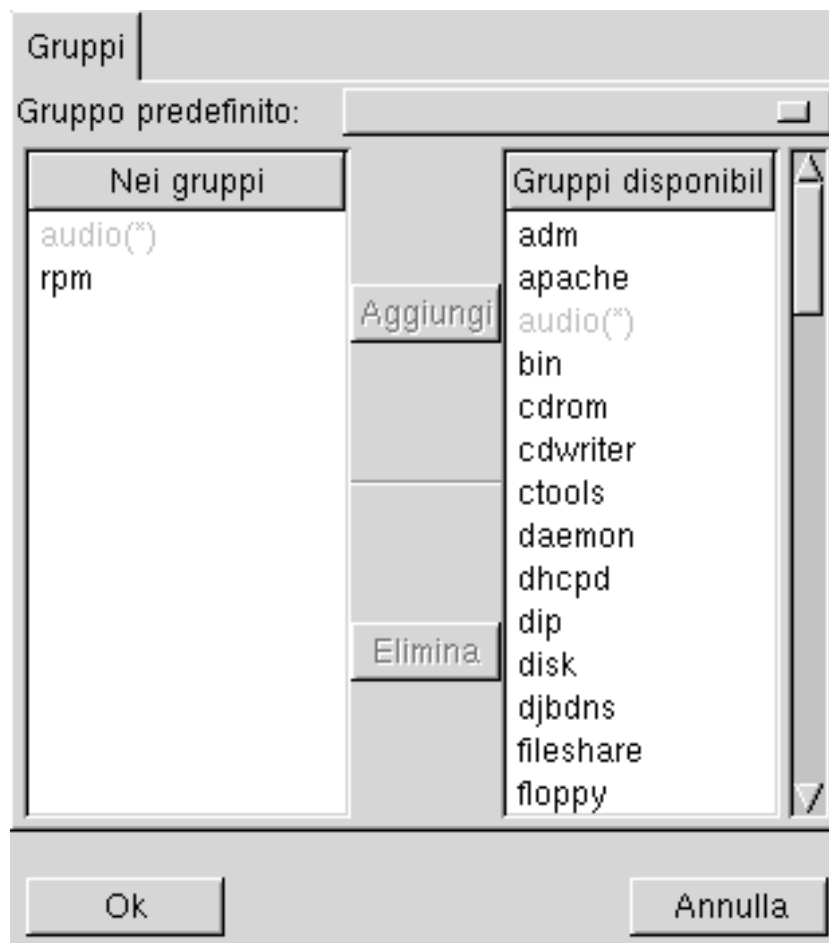 Gruppi
Gruppo predefinito:
Nei gruppi
audio(*)
rpm
Aggiungi
Elimina
Gruppi disponibil
adm
apache
audio(*)
bin
cdrom
cdwriter
ctools
daemon
dhcpd
dip
disk
djbdns
fileshare
floppy
Ok
Annulla